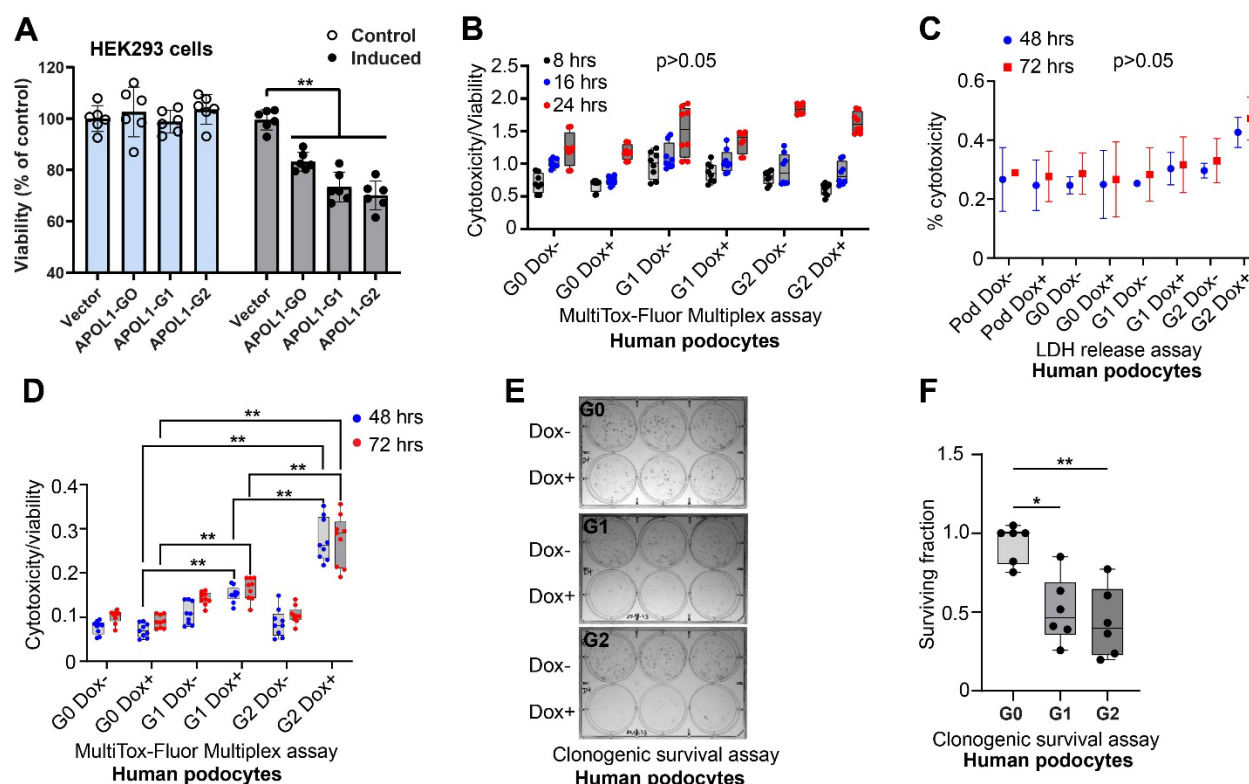 A
HEK293 cells
Control
Induced
**
Viability (% of control)
120
100
80
60
40
Vector
APOL1-GO
APOL1-G1
APOL1-G2
Vector
APOL1-GO
APOL1-G1
APOL1-G2
B
8 hrs
16 hrs
24 hrs
p>0.05
Cytotoxicity/Viability
2.5
2.0
1.5
1.0
0.5
0.0
G0 Dox-
G0 Dox+
G1 Dox-
G1 Dox+
G2 Dox-
G2 Dox+
MultiTox-Fluor Multiplex assay
Human podocytes
C
48 hrs
72 hrs
p>0.05
% cytotoxicity
0.6
0.4
0.2
0.0
Pod Dox-
Pod Dox+
G0 Dox-
G0 Dox+
G1 Dox-
G1 Dox+
G2 Dox-
G2 Dox+
LDH release assay
Human podocytes
D
48 hrs
72 hrs
**
**
**
**
**
**
Cytotoxicity/viability
0.4
0.3
0.2
0.1
0
G0 Dox-
G0 Dox+
G1 Dox-
G1 Dox+
G2 Dox-
G2 Dox+
MultiTox-Fluor Multiplex assay
Human podocytes
E
G0
Dox-
Dox+
G1
Dox-
Dox+
G2
Dox-
Dox+
Clonogenic survival assay
Human podocytes
F
**
*
Surviving fraction
1.5
1.0
0.5
0.0
G0
G1
G2
Clonogenic survival assay
Human podocytes